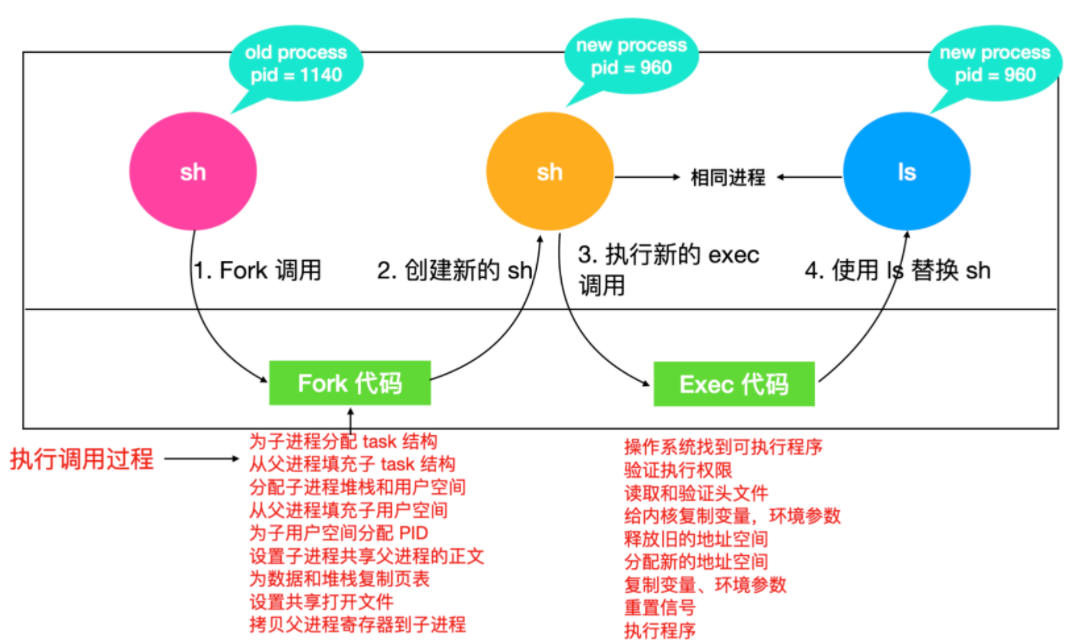 old process
pid = 1140
new process
pid = 960
new process
pid = 960
sh
sh
相同进程
ls
1. Fork 调用
2. 创建新的 sh
3. 执行新的 exec
调用
4. 使用 ls 替换 sh
Fork 代码
Exec 代码
执行调用过程
为子进程分配 task 结构
从父进程填充子 task 结构
分配子进程堆栈和用户空间
从父进程填充子用户空间
为子用户空间分配 PID
设置子进程共享父进程的正文
为数据和堆栈复制页表
设置共享打开文件
拷贝父进程寄存器到子进程
操作系统找到可执行程序
验证执行权限
读取和验证头文件
给内核复制变量，环境参数
释放旧的地址空间
分配新的地址空间
复制变量、环境参数
重置信号
执行程序